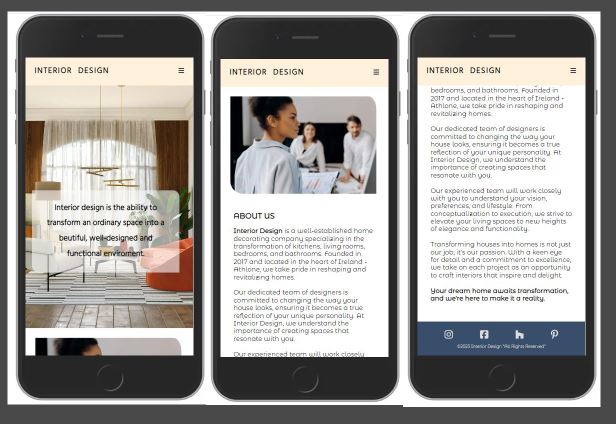 INTERIOR DESIGN
Interior design is the ability to
transform an ordinary space into a
beutiful, well-designed and
functional enviroment.
INTERIOR DESIGN
ABOUT US
Interior Design is a well-established home
decorating company specializing in the
transformation of kitchens, living rooms,
bedrooms, and bathrooms. Founded in
2017 and located in the heart of Ireland -
Athlone, we take pride in reshaping and
revitalizing homes.
Our dedicated team of designers is
committed to changing the way your
house looks, ensuring it becomes a true
reflection of your unique personality. At
Interior Design, we understand the
importance of creating spaces that
resonate with you.
Our experienced team will work closely
INTERIOR DESIGN
bedrooms, and bathrooms. Founded in
2017 and located in the heart of Ireland -
Athlone, we take pride in reshaping and
revitalizing homes.
Our dedicated team of designers is
committed to changing the way your
house looks, ensuring it becomes a true
reflection of your unique personality. At
Interior Design, we understand the
importance of creating spaces that
resonate with you.
Our experienced team will work closely
with you to understand your vision,
preferences, and lifestyle. From
conceptualization to execution, we strive to
elevate your living spaces to new heights
of elegance and functionality.
Transforming houses into homes is not just
our job; it's our passion. With a keen eye
for detail and a commitment to excellence,
we take on each project as an opportunity
to craft interiors that inspire and delight.
Your dream home awaits transformation,
and we're here to make it a reality.
©2023 Interior Design "All Rights Reserved"